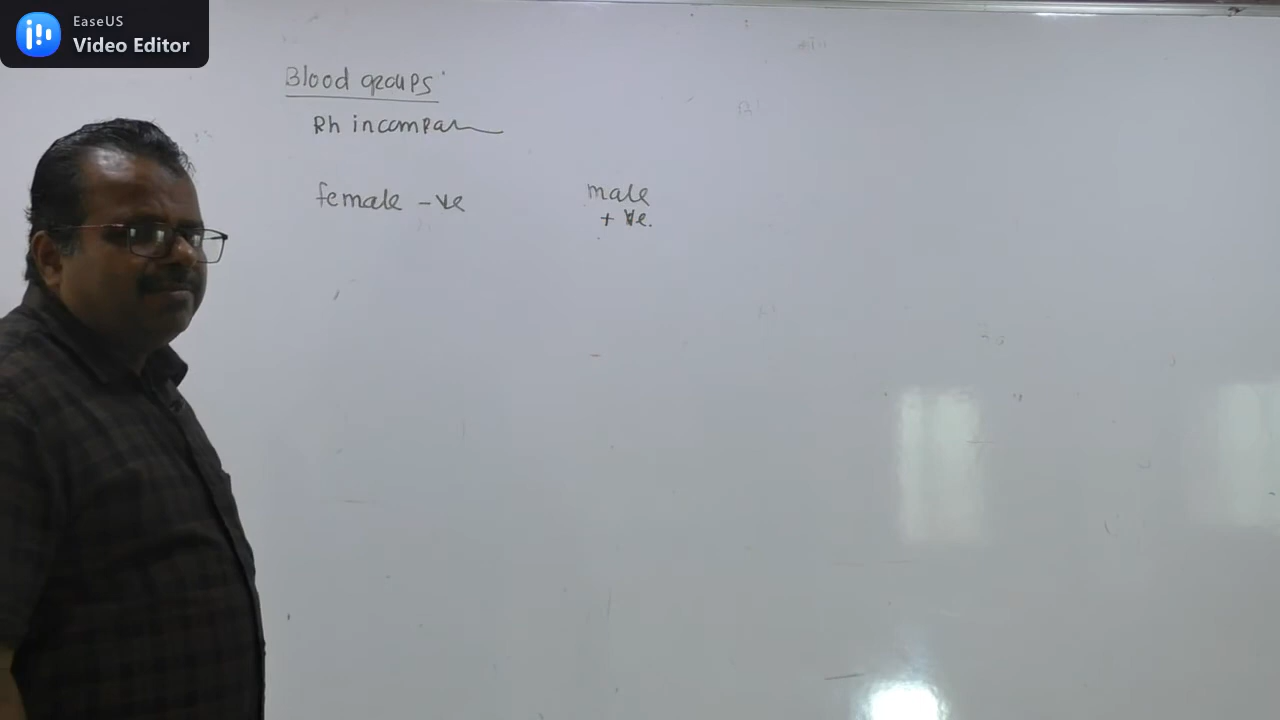 EaseUS
Video Editor
Blood groups
Rh incompa
female -ve
male
+ ve.